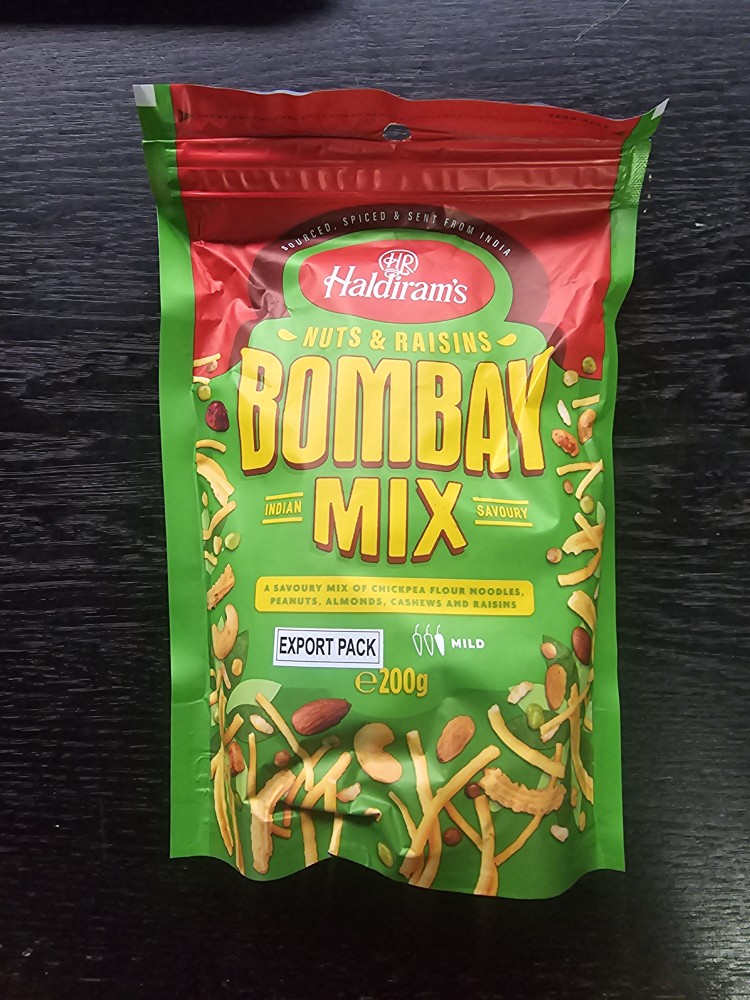 SOURCED, SPICED & SENT FROM INDIA
HR
Haldiram's
NUTS & RAISINS
BOMBAY
INDIAN MIX SAVOURY
A SAVOURY MIX OF CHICKPEA FLOUR NOODLES,
PEANUTS, ALMONDS, CASHEWS AND RAISINS
EXPORT PACK MILD
e200g